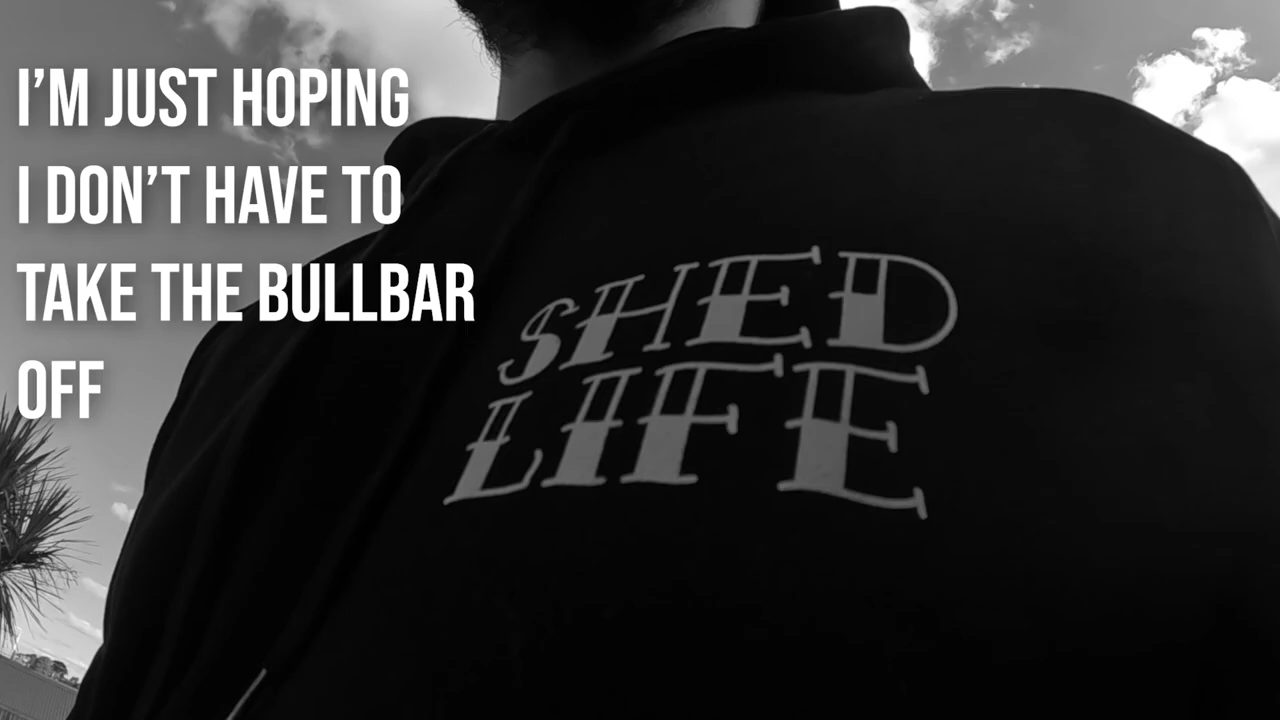 I'M JUST HOPING
I DON'T HAVE TO
TAKE THE BULLBAR
OFF
SHED
LIFE